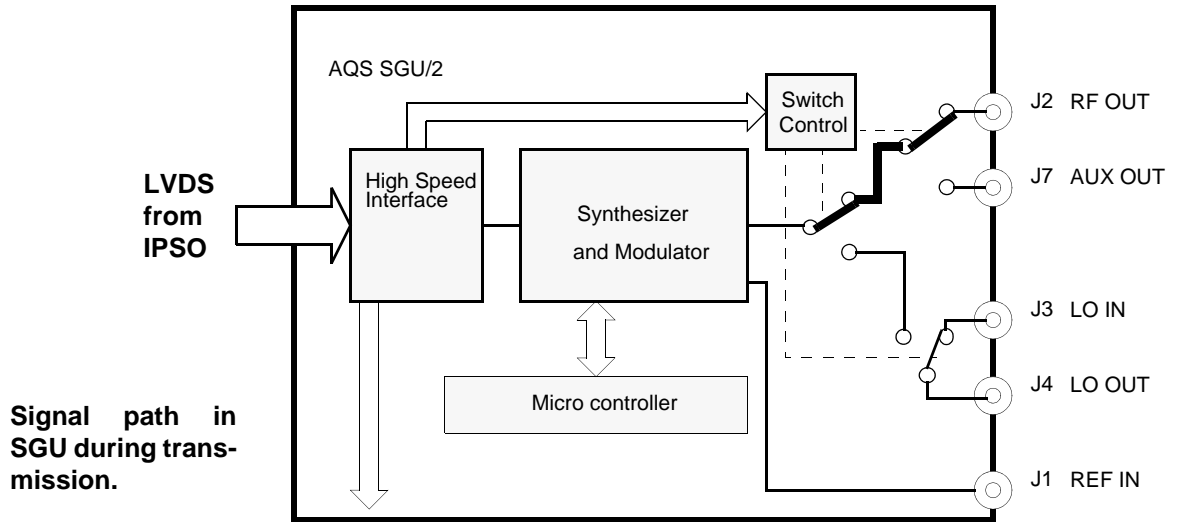 AQS SGU/2
Switch
Control
J2 RF OUT
High Speed
Interface
LVDS
from
IPSO
Synthesizer
and Modulator
J7 AUX OUT
J3 LO IN
J4 LO OUT
Micro controller
Signal path in
SGU during trans-
mission.
J1 REF IN